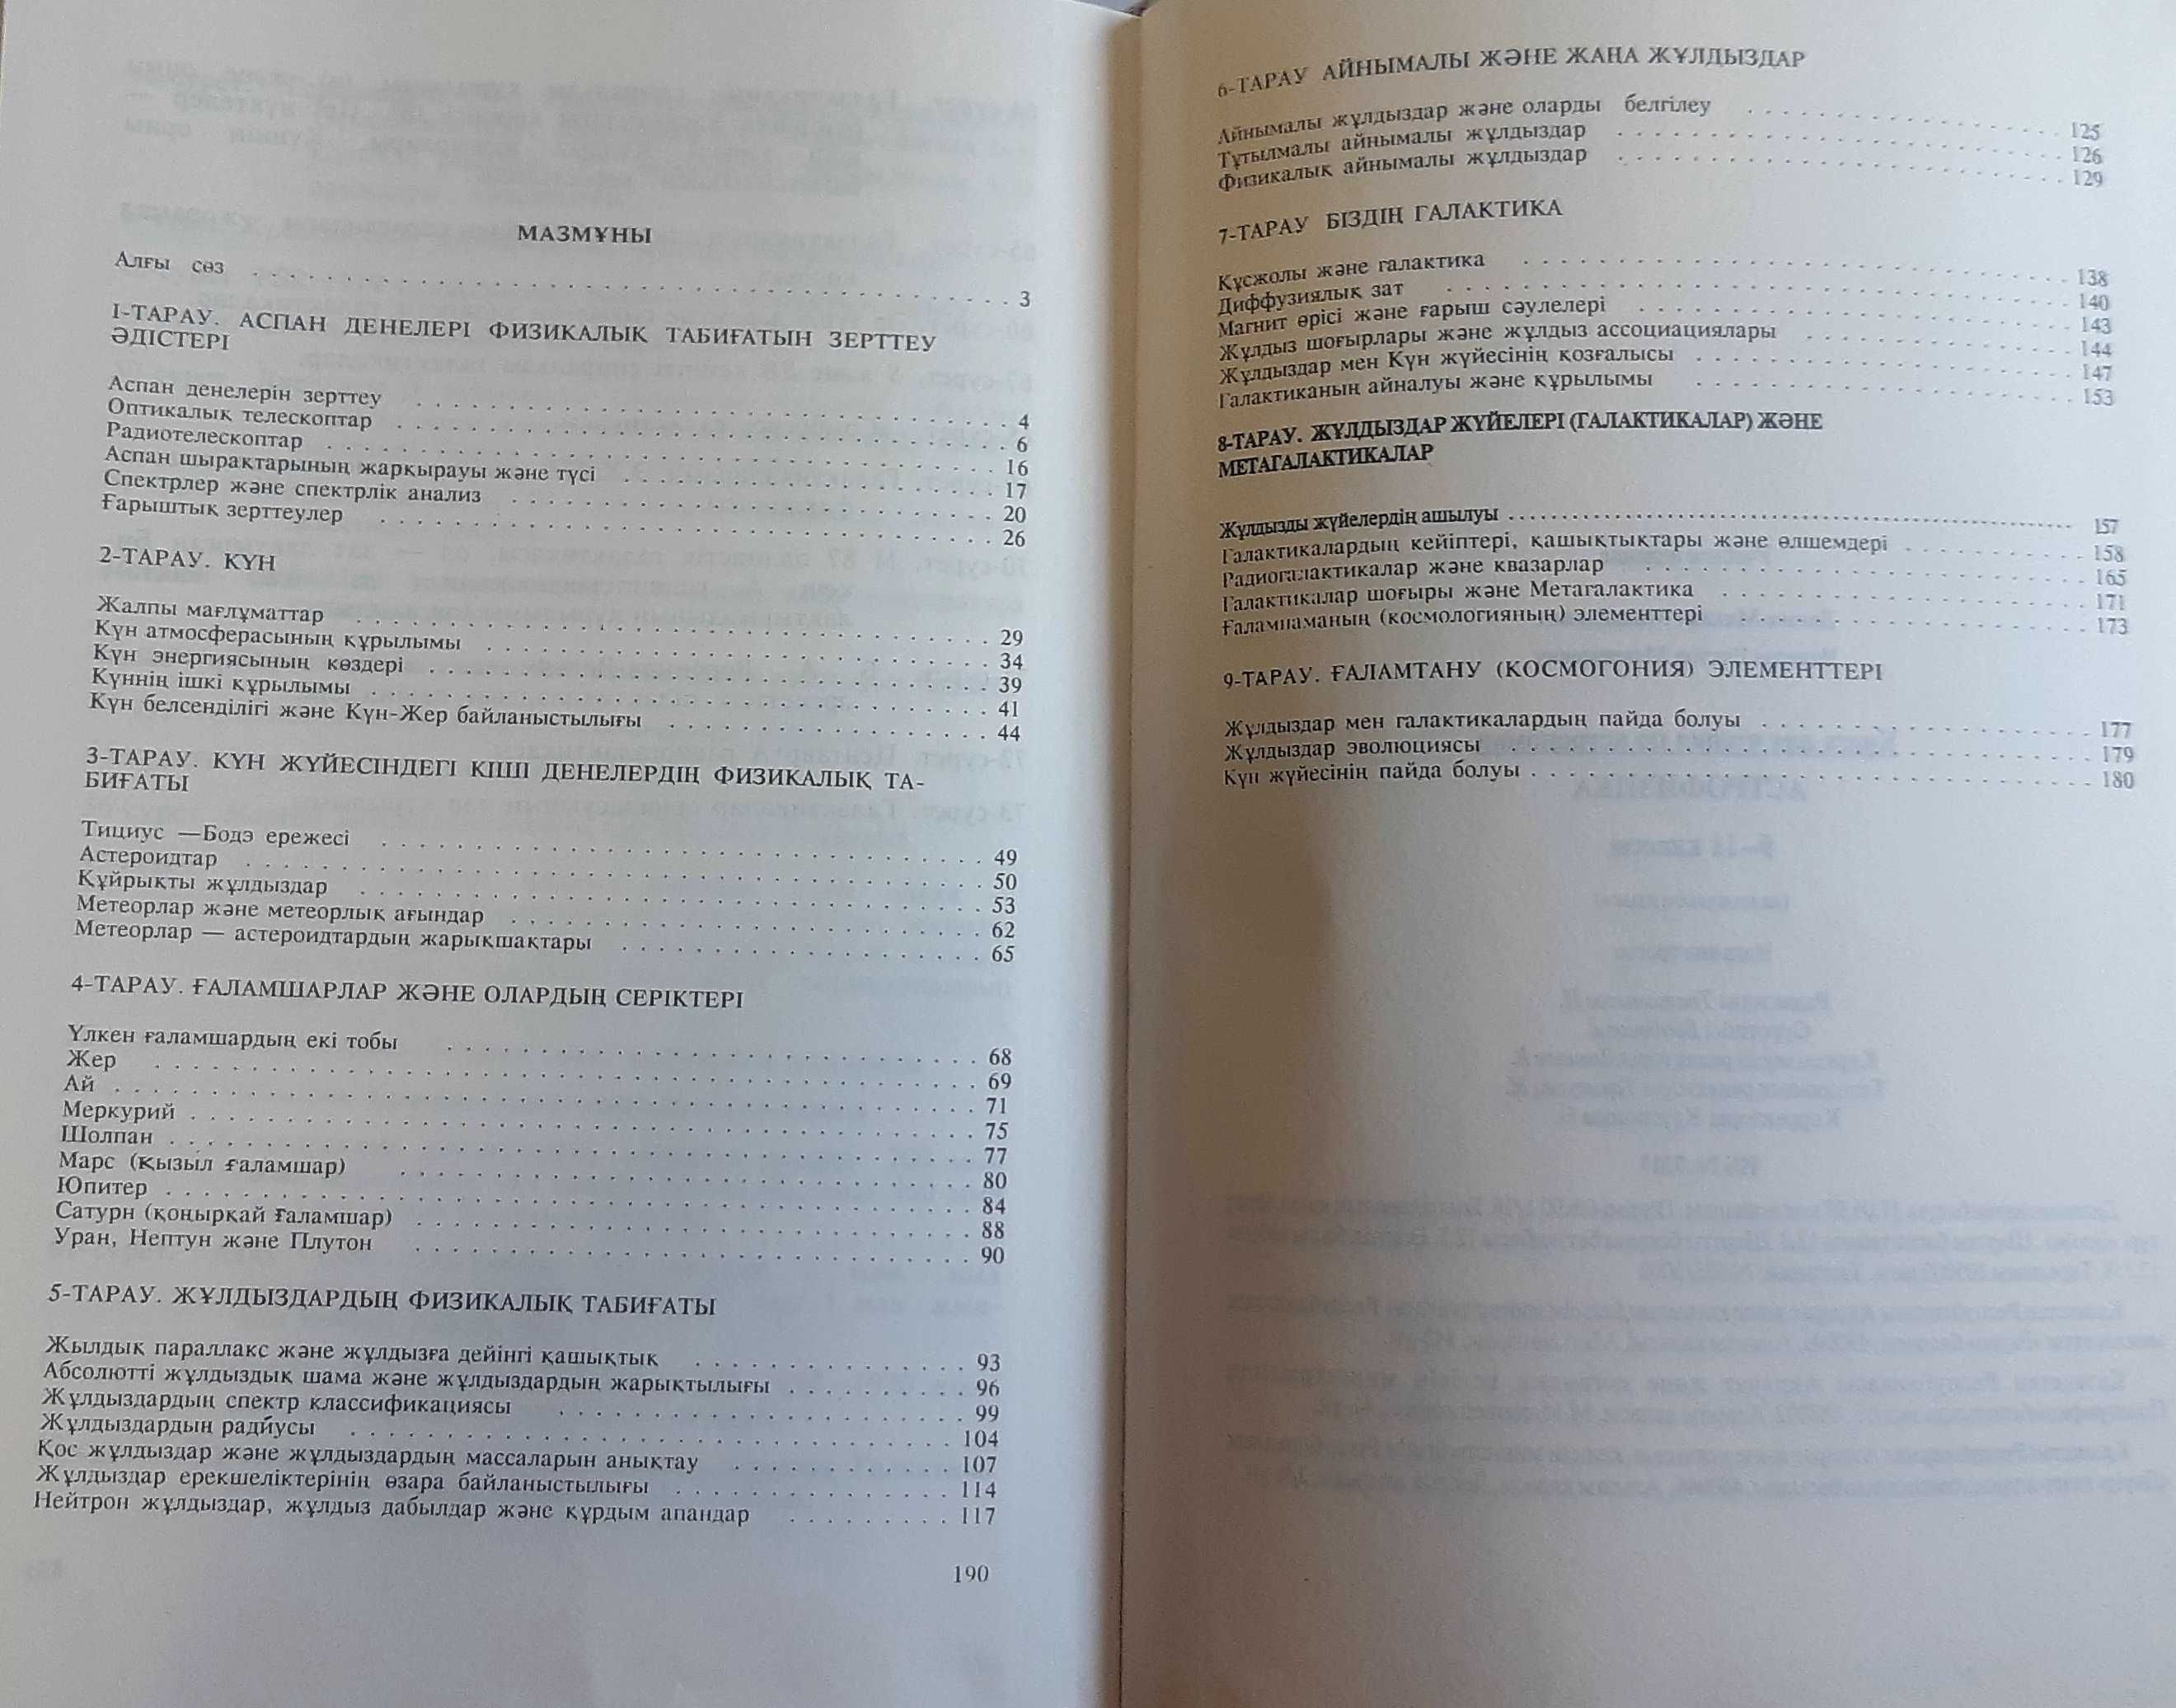 МАЗМҰНЫ
Алғы сөз . . . 3
1-ТАРАУ. АСПАН ДЕНЕЛЕРІ ФИЗИКАЛЫҚ ТАБИҒАТЫН ЗЕРТТЕУ
ӘДІСТЕРІ
Аспан денелерін зерттеу . . . 4
Оптикалық телескоптар . . . 6
Радиотелескоптар . . . 16
Аспан шырақтарының жарқырауы және түсі . . . 17
Спектрлер және спектрлік анализ . . . 20
Ғарыштық зерттеулер . . . 26
2-ТАРАУ. КҮН
Жалпы мағлұматтар . . . 29
Күн атмосферасының құрылымы . . . 34
Күн энергиясының көздері . . . 39
Күннің ішкі құрылымы . . . 41
Күн белсенділігі және Күн-Жер байланыстылығы . . . 44
3-ТАРАУ. КҮН ЖҮЙЕСІНДЕГІ КІШІ ДЕНЕЛЕРДІҢ ФИЗИКАЛЫҚ ТА-
БИҒАТЫ
Тициус —Бодэ ережесі . . . 49
Астероидтар . . . 50
Құйрықты жұлдыздар . . . 53
Метеорлар және метеорлық ағындар . . . 62
Метеорлар — астероидтардың жарықшақтары . . . 65
4-ТАРАУ. ҒАЛАМШАРЛАР ЖӘНЕ ОЛАРДЫҢ СЕРІКТЕРІ
Үлкен ғаламшардың екі тобы . . . 68
Жер . . . 69
Ай . . . 71
Меркурий . . . 75
Шолпан . . . 77
Марс (қызыл ғаламшар) . . . 80
Юпитер . . . 84
Сатурн (қоңырқай ғаламшар) . . . 88
Уран, Нептун және Плутон . . . 90
5-ТАРАУ. ЖҰЛДЫЗДАРДЫҢ ФИЗИКАЛЫҚ ТАБИҒАТЫ
Жылдық параллакс және жұлдызға дейінгі қашықтық . . . 93
Абсолютті жұлдыздық шама және жұлдыздардың жарықтылығы . . . 96
Жұлдыздардың спектр классификациясы . . . 99
Жұлдыздардың радиусы . . . 104
Қос жұлдыздар және жұлдыздардың массаларын анықтау . . . 107
Жұлдыздар ерекшеліктерінің өзара байланыстылығы . . . 114
Нейтрон жұлдыздар, жұлдыз дабылдар және құрдым апандар . . . 117
190
6-ТАРАУ АЙНЫМАЛЫ ЖӘНЕ ЖАҢА ЖҰЛДЫЗДАР
Айнымалы жұлдыздар және оларды белгілеу . . . 125
Тұтылмалы айнымалы жұлдыздар . . . 126
Физикалық айнымалы жұлдыздар . . . 129
7-ТАРАУ БІЗДІҢ ГАЛАКТИКА
Құсжолы және галактика . . . 138
Диффузиялық зат . . . 140
Магнит өрісі және ғарыш сәулелері . . . 143
Жұлдыз шоғырлары және жұлдыз ассоциациялары . . . 144
Жұлдыздар мен Күн жүйесінің қозғалысы . . . 147
Галактиканың айналуы және құрылымы . . . 153
8-ТАРАУ. ЖҰЛДЫЗДАР ЖҮЙЕЛЕРІ (ГАЛАКТИКАЛАР) ЖӘНЕ
МЕТАГАЛАКТИКАЛАР
Жұлдызды жүйелердің ашылуы . . . 157
Галактикалардың кейіптері, қашықтықтары және өлшемдері . . . 158
Радиогалактикалар және квазарлар . . . 165
Галактикалар шоғыры және Метагалактика . . . 171
Ғаламнаманың (космологияның) элементтері . . . 173
9-ТАРАУ. ҒАЛАМТАНУ (КОСМОГОНИЯ) ЭЛЕМЕНТТЕРІ
Жұлдыздар мен галактикалардың пайда болуы . . . 177
Жұлдыздар эволюциясы . . . 179
Күн жүйесінің пайда болуы . . . 180